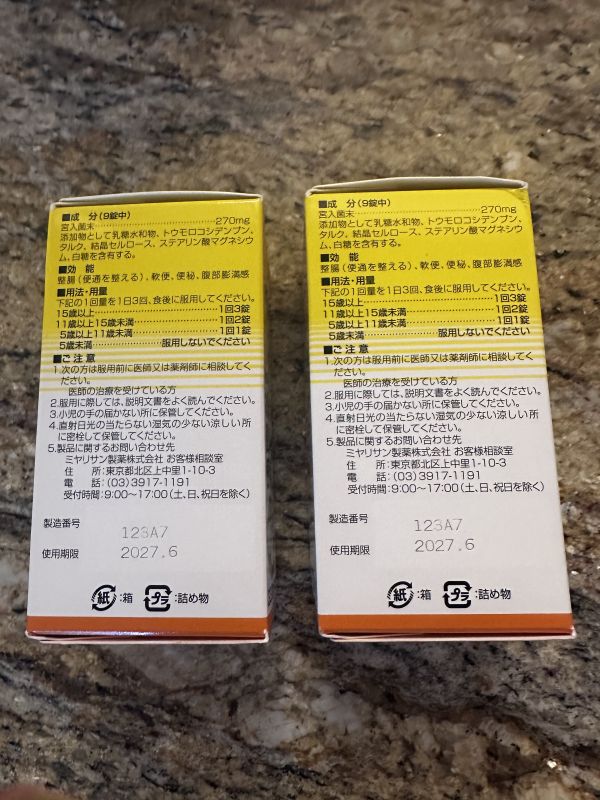 ■成 分(9錠中)
宮入菌末…………………………270mg
添加物として乳糖水和物、トウモロコシデンプン、
タルク、結晶セルロース、ステアリン酸マグネシウ
ム、白糖を含有する。
■効 能
整腸(便通を整える)、軟便、便秘、腹部膨満感
■用法・用量
下記の1回量を1日3回、食後に服用してください。
15歳以上…………………………1回3錠
11歳以上15歳未満………………1回2錠
5歳以上11歳未満………………1回1錠
5歳未満……………服用しないでください
■ご 注 意
1.次の方は服用前に医師又は薬剤師に相談してく
ださい。
医師の治療を受けている方
2.服用に際しては、説明文書をよく読んでください。
3.小児の手の届かない所に保管してください。
4.直射日光の当たらない湿気の少ない涼しい所
に密栓して保管してください。
5.製品に関するお問い合わせ先
ミヤリサン製薬株式会社 お客様相談室
住 所:東京都北区上中里1-10-3
電 話:(03)3917-1191
受付時間:9:00〜17:00(土、日、祝日を除く)
製造番号 123A7
使用期限 2027.6
紙:箱 プラ:詰め物
■成 分(9錠中)
宮入菌末…………………………270mg
添加物として乳糖水和物、トウモロコシデンプン、
タルク、結晶セルロース、ステアリン酸マグネシウ
ム、白糖を含有する。
■効 能
整腸(便通を整える)、軟便、便秘、腹部膨満感
■用法・用量
下記の1回量を1日3回、食後に服用してください。
15歳以上…………………………1回3錠
11歳以上15歳未満………………1回2錠
5歳以上11歳未満………………1回1錠
5歳未満……………服用しないでください
■ご 注 意
1.次の方は服用前に医師又は薬剤師に相談してく
ださい。
医師の治療を受けている方
2.服用に際しては、説明文書をよく読んでください。
3.小児の手の届かない所に保管してください。
4.直射日光の当たらない湿気の少ない涼しい所
に密栓して保管してください。
5.製品に関するお問い合わせ先
ミヤリサン製薬株式会社 お客様相談室
住 所:東京都北区上中里1-10-3
電 話:(03)3917-1191
受付時間:9:00〜17:00(土、日、祝日を除く)
製造番号 123A7
使用期限 2027.6
紙:箱 プラ:詰め物